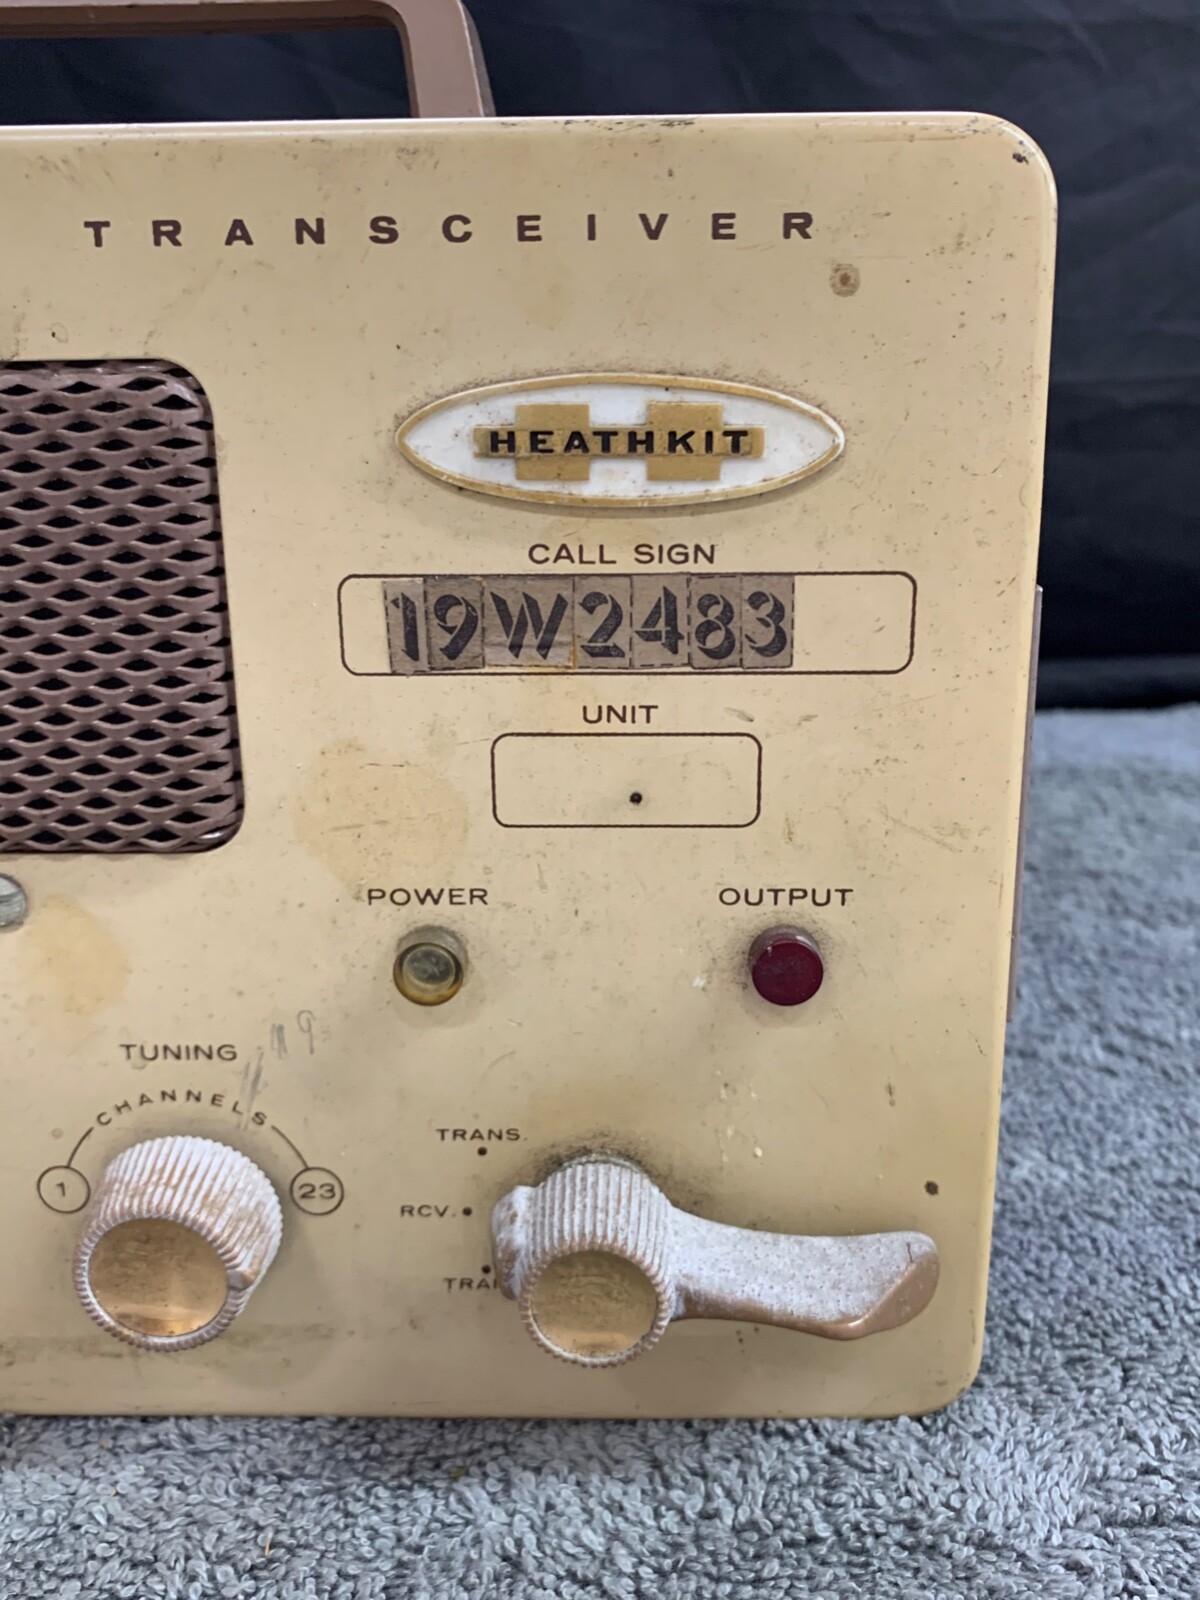 TRANSCEIVER
HEATHKIT
CALL SIGN
19W2483
UNIT
POWER OUTPUT
TUNING
CHANNELS
1 23
TRANS.
RCV.